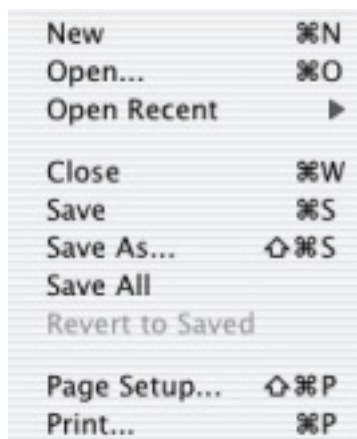 New ⌘N
Open... ⌘O
Open Recent ▶
Close ⌘W
Save ⌘S
Save As... ⇧⌘S
Save All
Revert to Saved
Page Setup... ⇧⌘P
Print... ⌘P